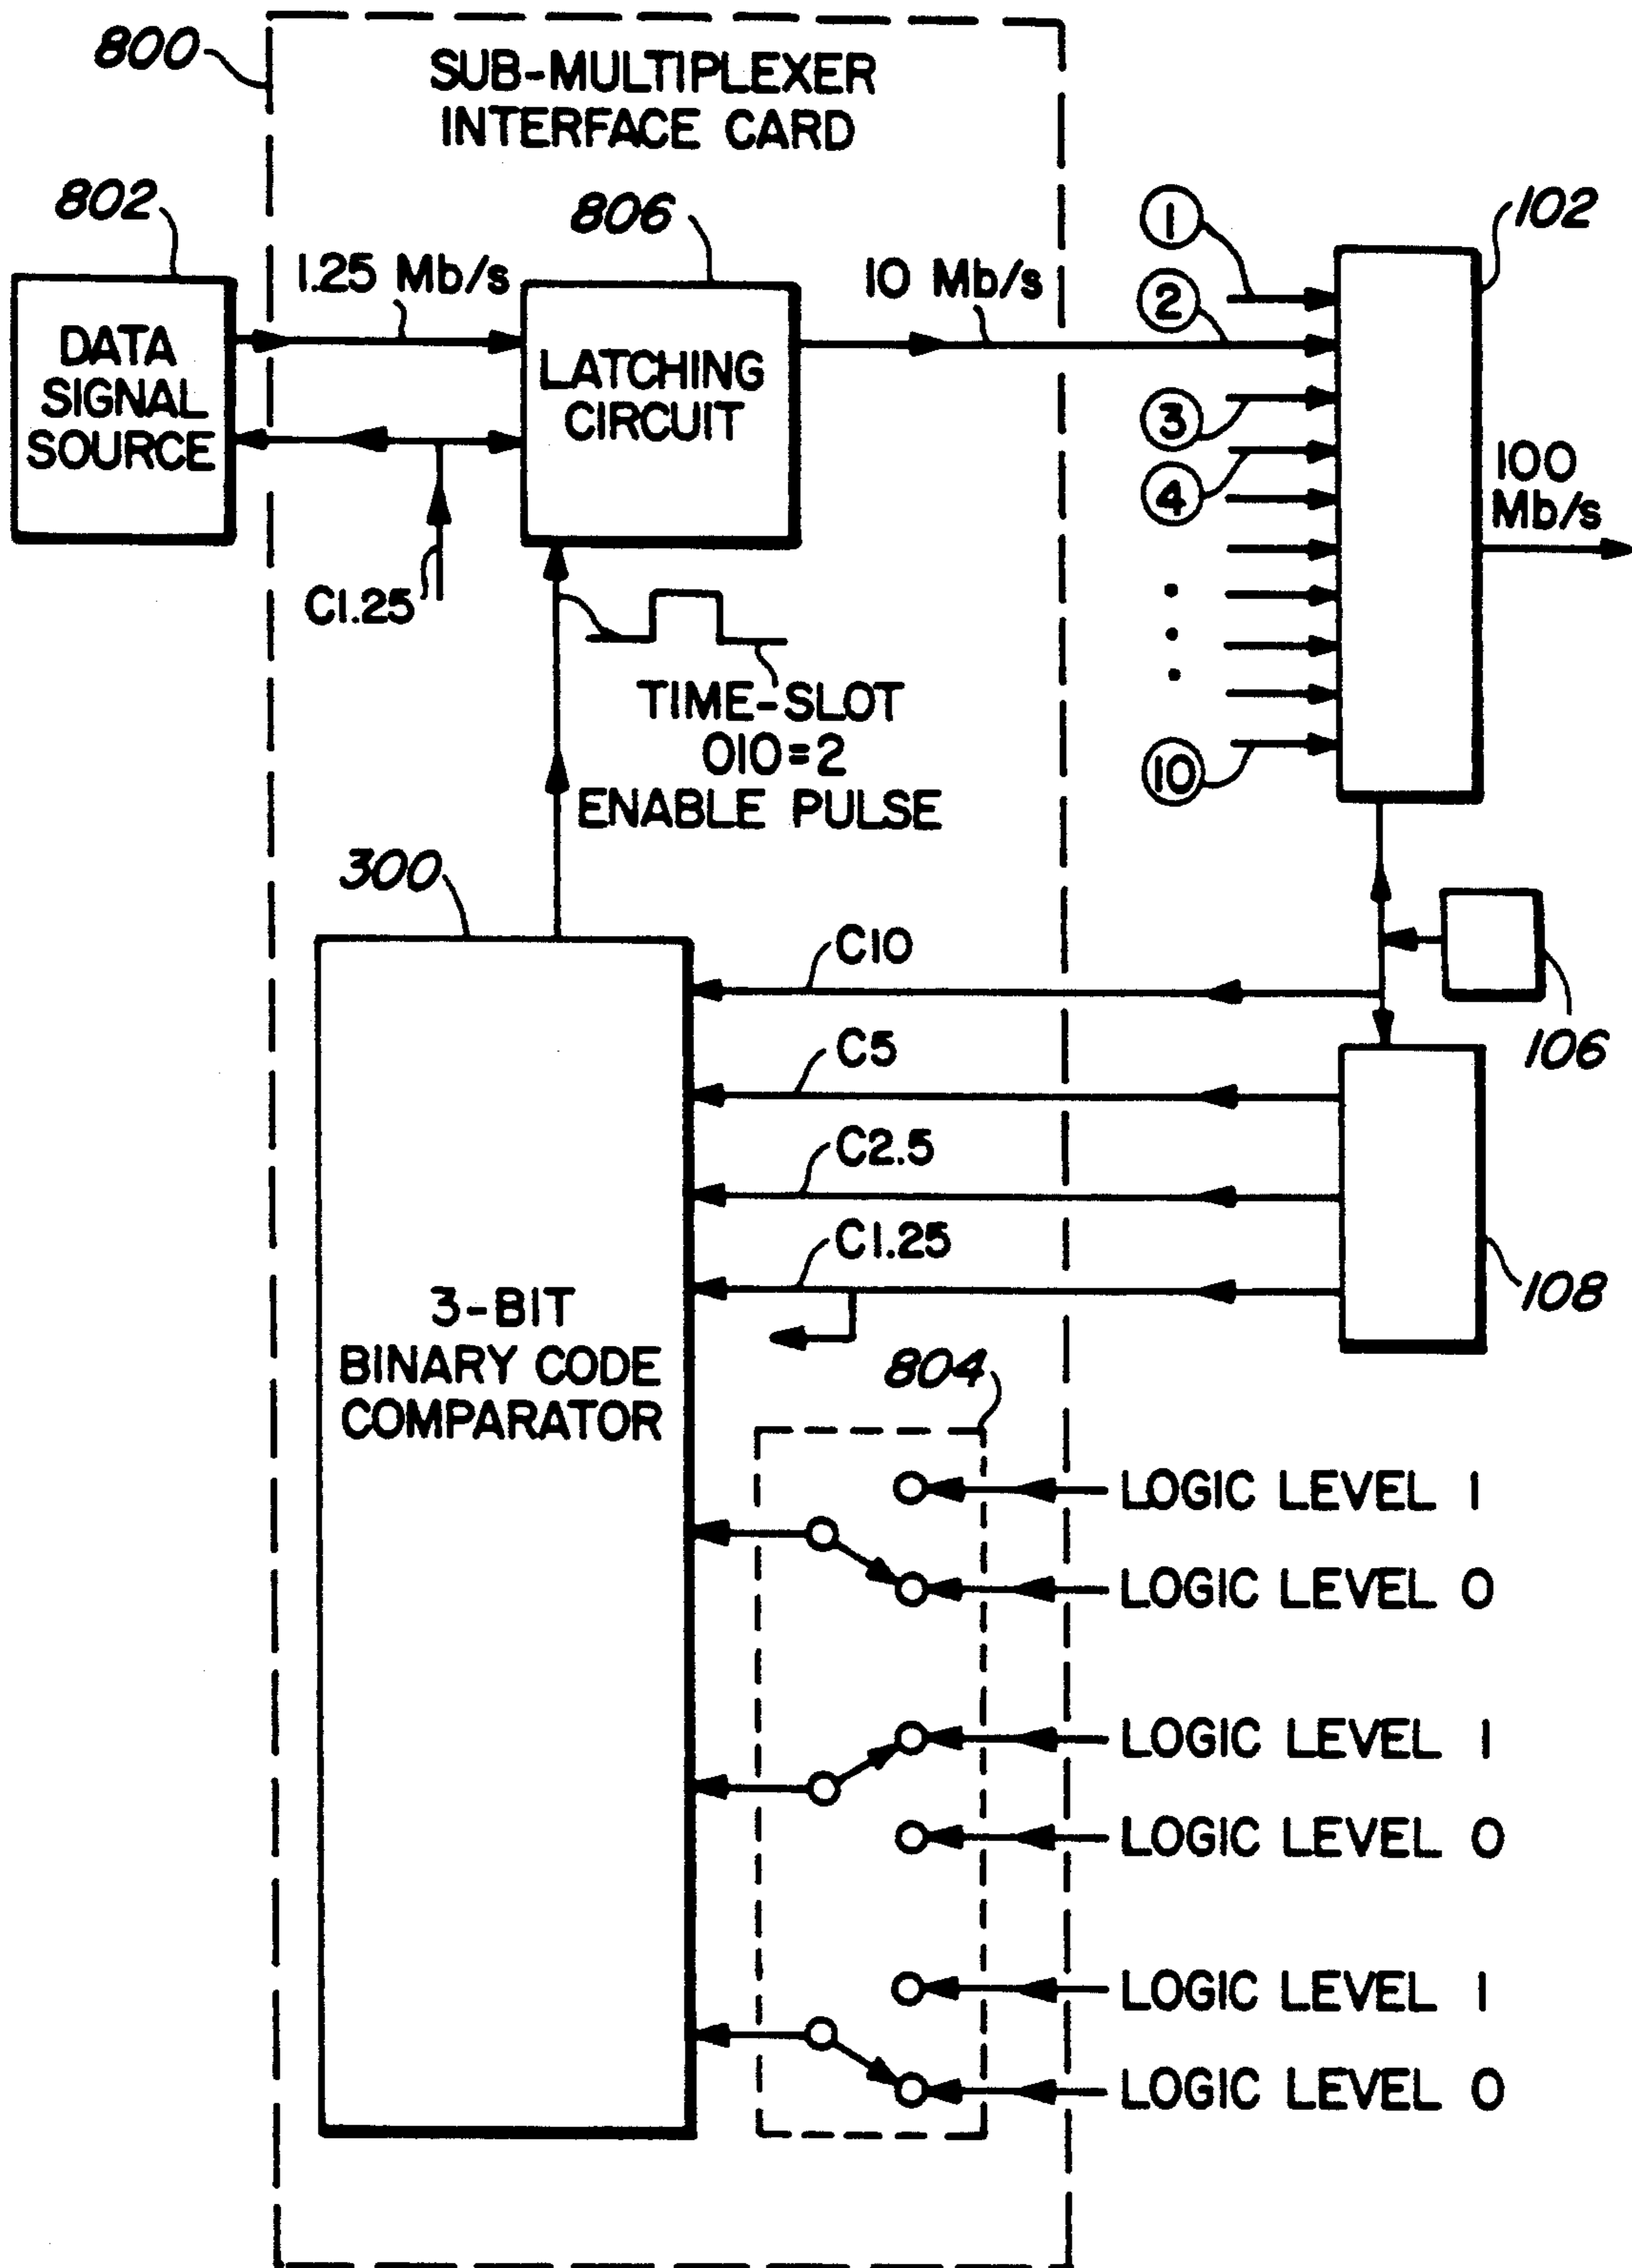 800
SUB-MULTIPLEXER
INTERFACE CARD
802
806
1
102
1.25 Mb/s
10 Mb/s
2
DATA
SIGNAL
SOURCE
LATCHING
CIRCUIT
3
4
100
Mb/s
C1.25
TIME-SLOT
010=2
ENABLE PULSE
10
300
C10
106
C5
C2.5
C1.25
108
3-BIT
BINARY CODE
COMPARATOR
804
LOGIC LEVEL 1
LOGIC LEVEL 0
LOGIC LEVEL 1
LOGIC LEVEL 0
LOGIC LEVEL 1
LOGIC LEVEL 0